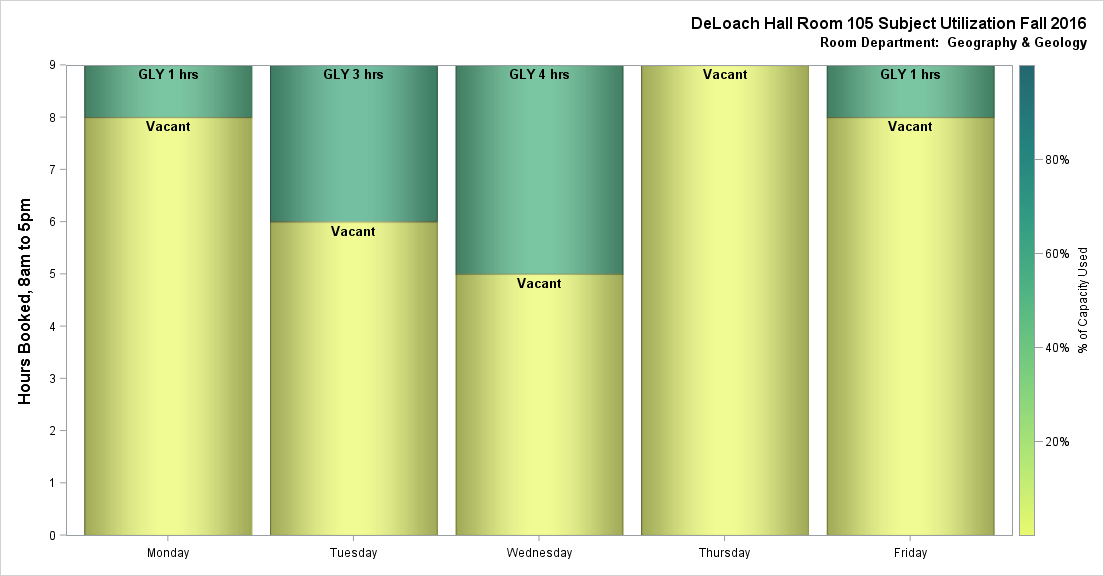 DeLoach Hall Room 105 Subject Utilization Fall 2016
Room Department:  Geography & Geology
Hours Booked, 8am to 5pm
9
8
7
6
5
4
3
2
1
0
GLY 1 hrs
Vacant
GLY 3 hrs
Vacant
GLY 4 hrs
Vacant
Vacant
GLY 1 hrs
Vacant
Monday
Tuesday
Wednesday
Thursday
Friday
80%
60%
40%
20%
% of Capacity Used